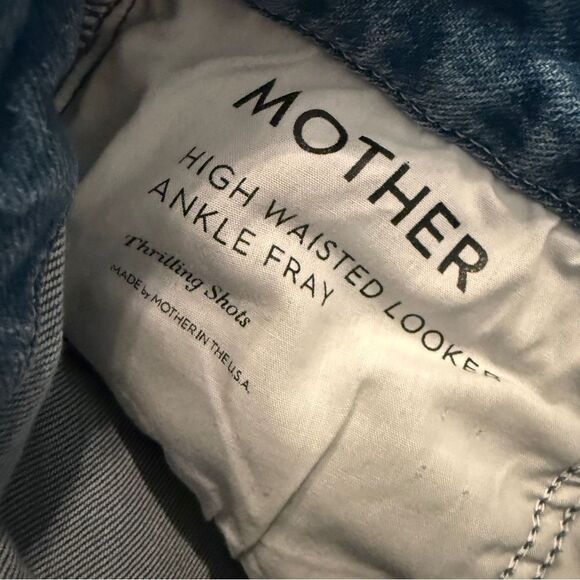 MOTHER
HIGH WAISTED LOOKER
ANKLE FRAY
Thrilling Shots
MADE by MOTHER IN THE U.S.A.